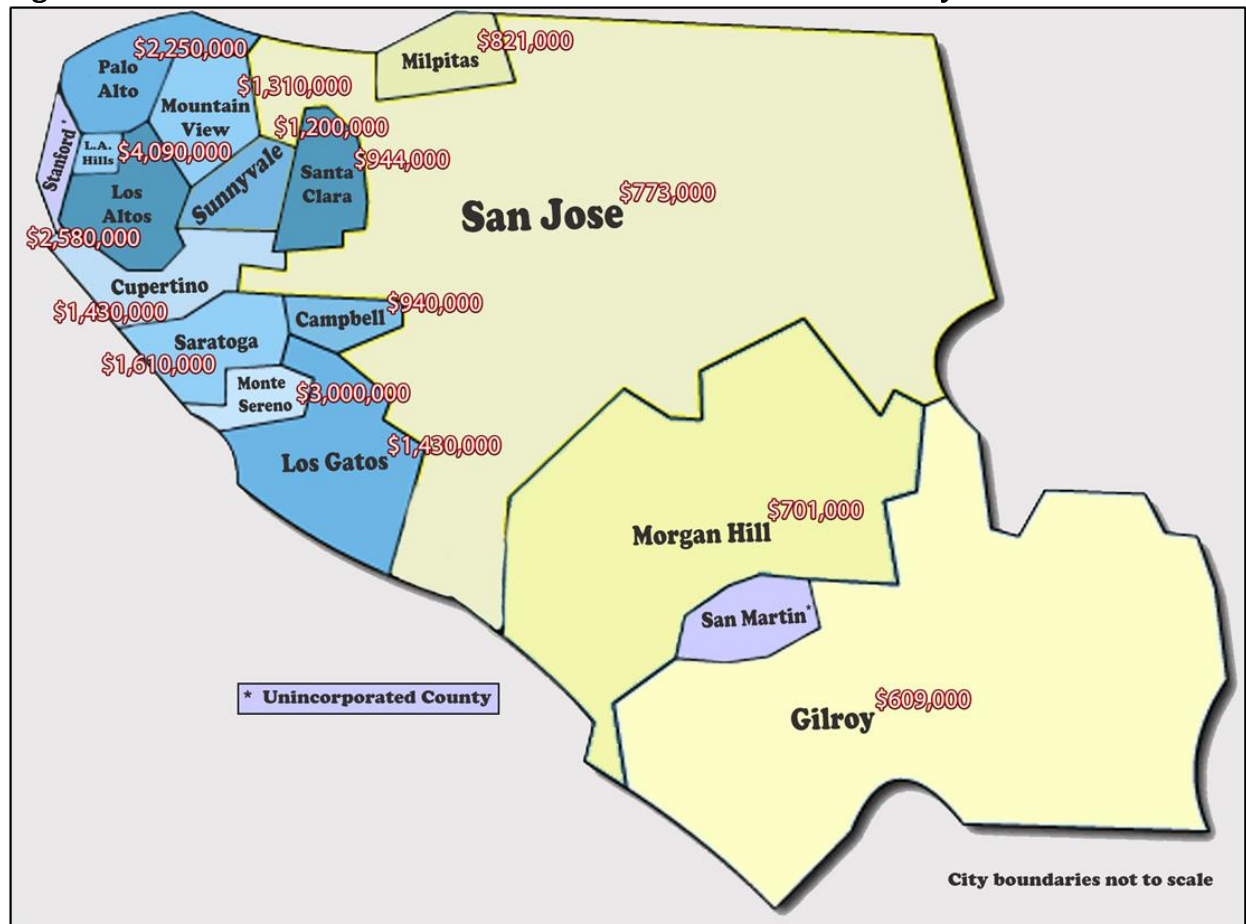 $2,250,000
Palo
Alto
$821,000
Milpitas
$1,310,000
Mountain
View
$1,200,000
Stanford
L.A.
Hills
$4,090,000
Sunnyvale
Santa
Clara
$944,000
Los
Altos
San Jose
$773,000
$2,580,000
Cupertino
$1,430,000
Campbell
$940,000
Saratoga
$1,610,000
Monte
Sereno
$3,000,000
Los Gatos
$1,430,000
Morgan Hill
$701,000
San Martin*
* Unincorporated County
Gilroy
$609,000
City boundaries not to scale